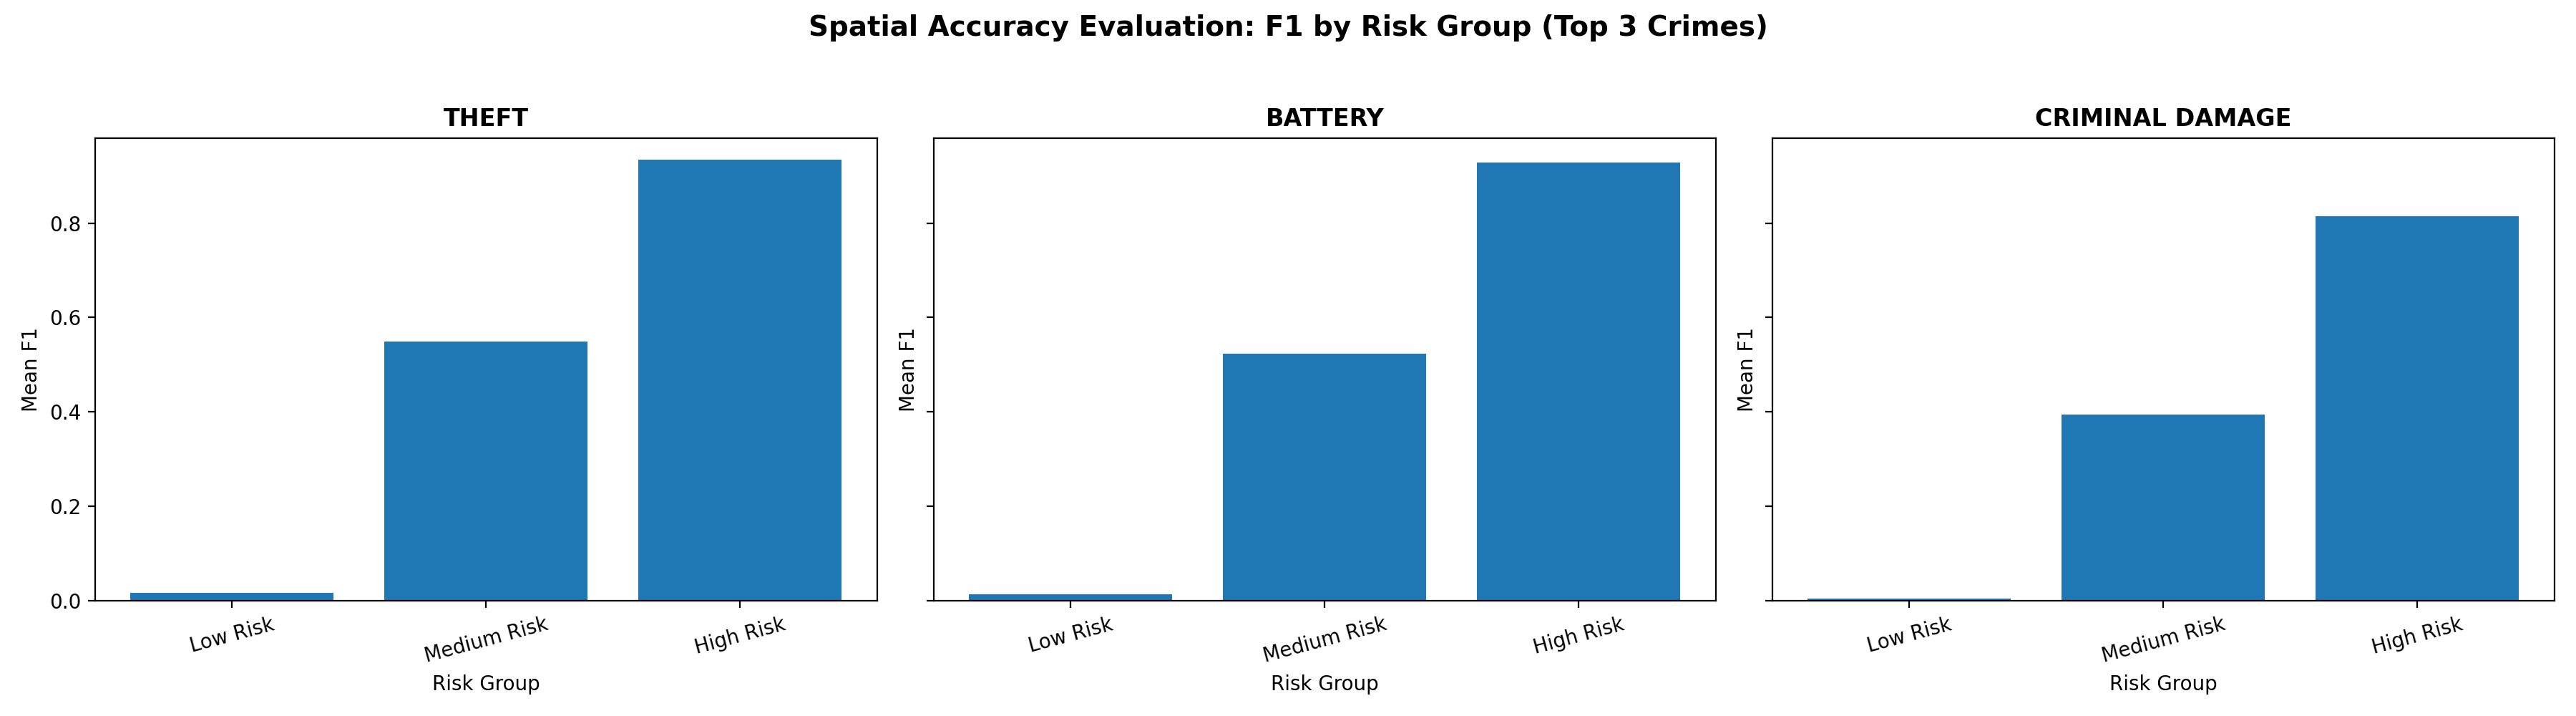 Spatial Accuracy Evaluation: F1 by Risk Group (Top 3 Crimes)
THEFT
Mean F1
0.8
0.6
0.4
0.2
0.0
Low Risk
Medium Risk
High Risk
Risk Group
BATTERY
Mean F1
Low Risk
Medium Risk
High Risk
Risk Group
CRIMINAL DAMAGE
Mean F1
Low Risk
Medium Risk
High Risk
Risk Group